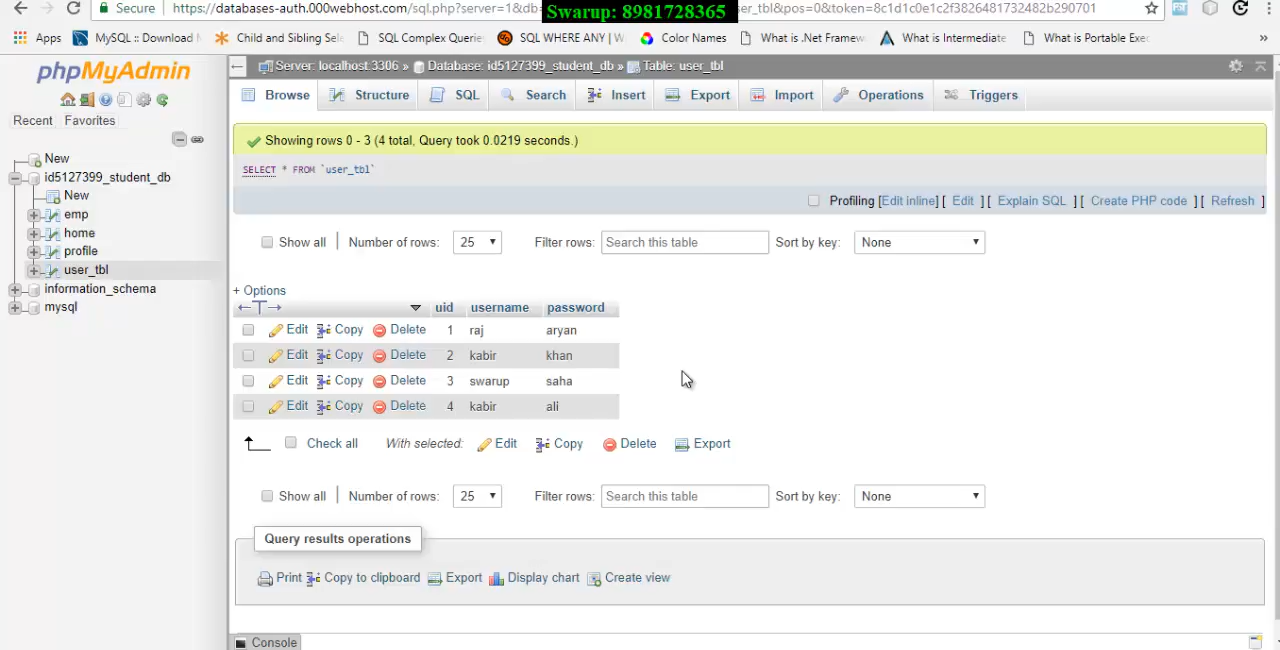 Secure https://databases-auth.000webhost.com/sql.php?server=1&db= user_tbl&pos=0&token=8c1d1c0e1c2f3826481732482b290701
Swarup: 8981728365
Apps MySQL :: Download Child and Sibling Sele SQL Complex Querie SQL WHERE ANY | W Color Names What is .Net Framew What is Intermediate What is Portable Exec »
phpMyAdmin
Recent Favorites
New
id5127399_student_db
New
emp
home
profile
user_tbl
information_schema
mysql
Server: localhost:3306 » Database: id5127399_student_db » Table: user_tbl
Browse Structure SQL Search Insert Export Import Operations Triggers
Showing rows 0 - 3 (4 total, Query took 0.0219 seconds.)
SELECT * FROM `user_tbl`
Profiling [Edit inline] [ Edit ] [ Explain SQL ] [ Create PHP code ] [ Refresh ]
Show all | Number of rows: 25 Filter rows: Search this table Sort by key: None
+ Options
←T→ uid username password
Edit Copy Delete 1 raj aryan
Edit Copy Delete 2 kabir khan
Edit Copy Delete 3 swarup saha
Edit Copy Delete 4 kabir ali
Check all With selected: Edit Copy Delete Export
Show all | Number of rows: 25 Filter rows: Search this table Sort by key: None
Query results operations
Print Copy to clipboard Export Display chart Create view
Console